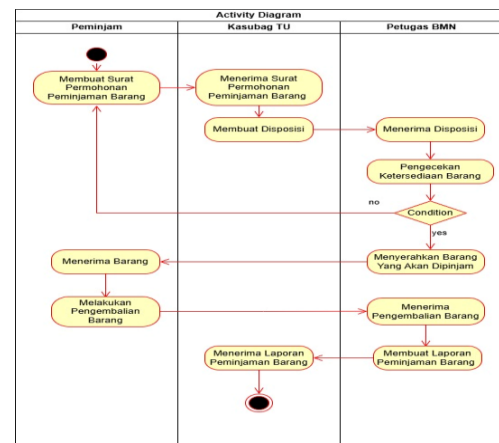 Activity Diagram
Peminjam
Kasubag TU
Petugas BMN
Membuat Surat
Permohonan
Peminjaman Barang
Menerima Surat
Permohonan
Peminjaman Barang
Membuat Disposisi
Menerima Disposisi
Pengecekan
Ketersediaan Barang
no
Condition
yes
Menerima Barang
Menyerahkan Barang
Yang Akan Dipinjam
Melakukan
Pengembalian
Barang
Menerima
Pengembalian Barang
Menerima Laporan
Peminjaman Barang
Membuat Laporan
Peminjaman Barang